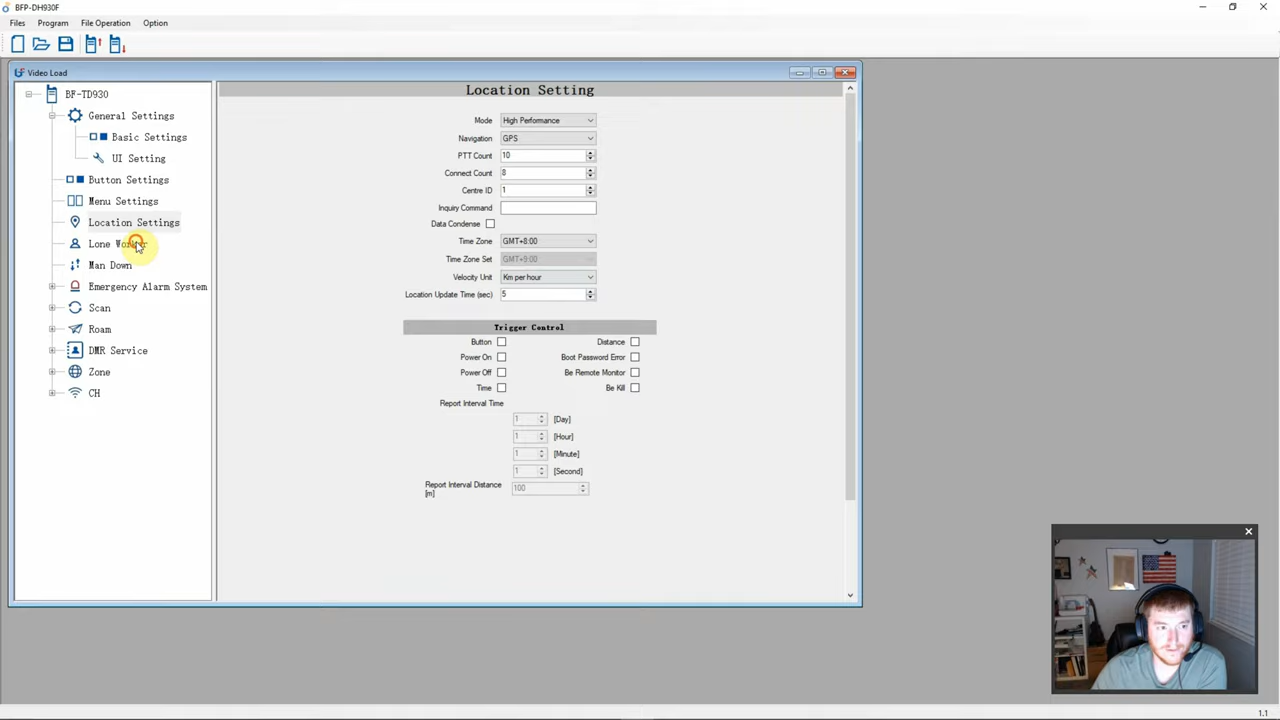 BFP-DH930F
Files Program File Operation Option
Video Load
BF-TD930
General Settings
Basic Settings
UI Setting
Button Settings
Menu Settings
Location Settings
Lone Worker
Man Down
Emergency Alarm System
Scan
Roam
DMR Service
Zone
CH
Location Setting
Mode High Performance
Navigation GPS
PTT Count 10
Connect Count 8
Centre ID 1
Inquiry Command
Data Condense
Time Zone GMT+8:00
Time Zone Set GMT+9:00
Velocity Unit Km per hour
Location Update Time (sec) 5
Trigger Control
Button Distance
Power On Boot Password Error
Power Off Be Remote Monitor
Time Be Kill
Report Interval Time
1 [Day]
1 [Hour]
1 [Minute]
1 [Second]
Report Interval Distance 100
[m]
1.1